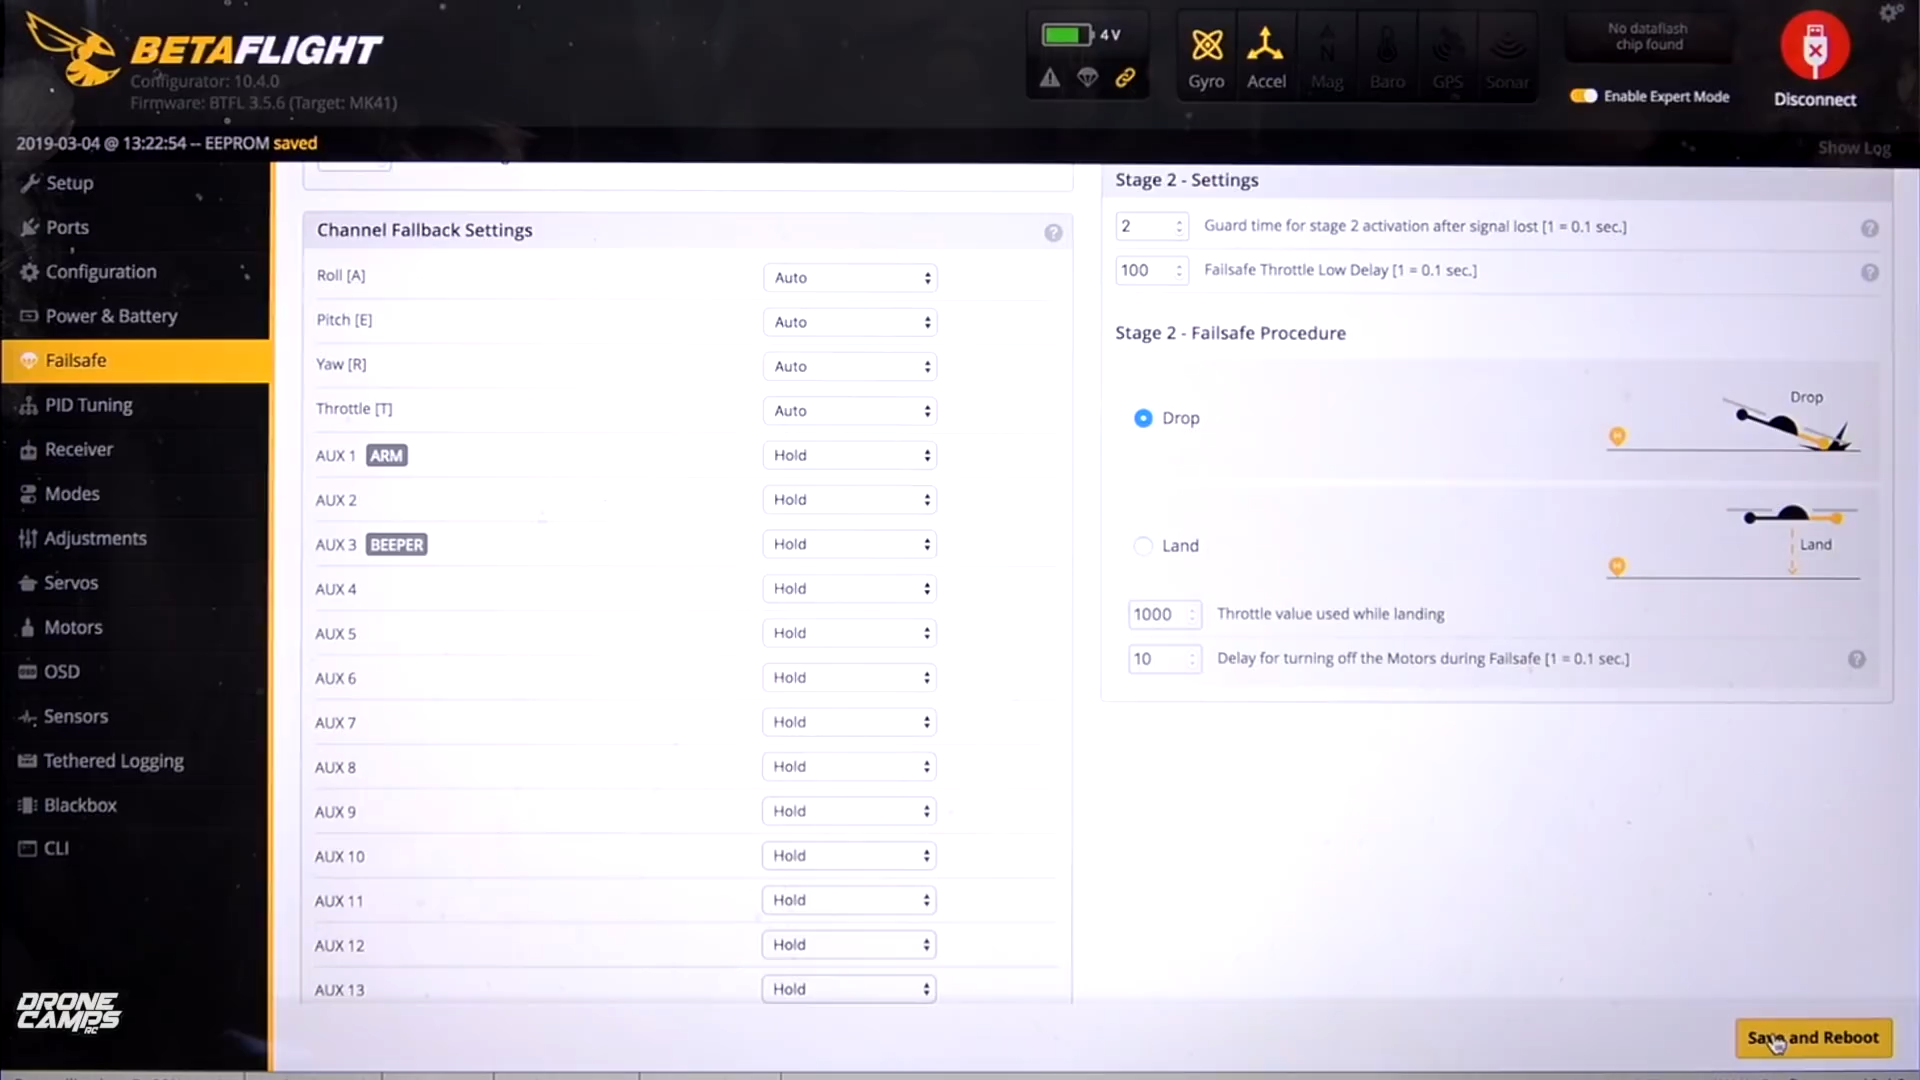 BETAFLIGHT
Configurator: 10.4.0
Firmware: BTFL 3.5.6 (Target: MK41)
4 V
Gyro
Accel
Mag
Baro
GPS
Sonar
No dataflash
chip found
Enable Expert Mode
Disconnect
2019-03-04 @ 13:22:54 -- EEPROM saved
Show Log
Setup
Ports
Configuration
Power & Battery
Failsafe
PID Tuning
Receiver
Modes
Adjustments
Servos
Motors
OSD
Sensors
Tethered Logging
Blackbox
CLI
DRONE
CAMPS
RC
Channel Fallback Settings
Roll [A] Auto
Pitch [E] Auto
Yaw [R] Auto
Throttle [T] Auto
AUX 1 ARM Hold
AUX 2 Hold
AUX 3 BEEPER Hold
AUX 4 Hold
AUX 5 Hold
AUX 6 Hold
AUX 7 Hold
AUX 8 Hold
AUX 9 Hold
AUX 10 Hold
AUX 11 Hold
AUX 12 Hold
AUX 13 Hold
Stage 2 - Settings
2 Guard time for stage 2 activation after signal lost [1 = 0.1 sec.]
100 Failsafe Throttle Low Delay [1 = 0.1 sec.]
Stage 2 - Failsafe Procedure
Drop
Drop
Land
Land
1000 Throttle value used while landing
10 Delay for turning off the Motors during Failsafe [1 = 0.1 sec.]
Save and Reboot